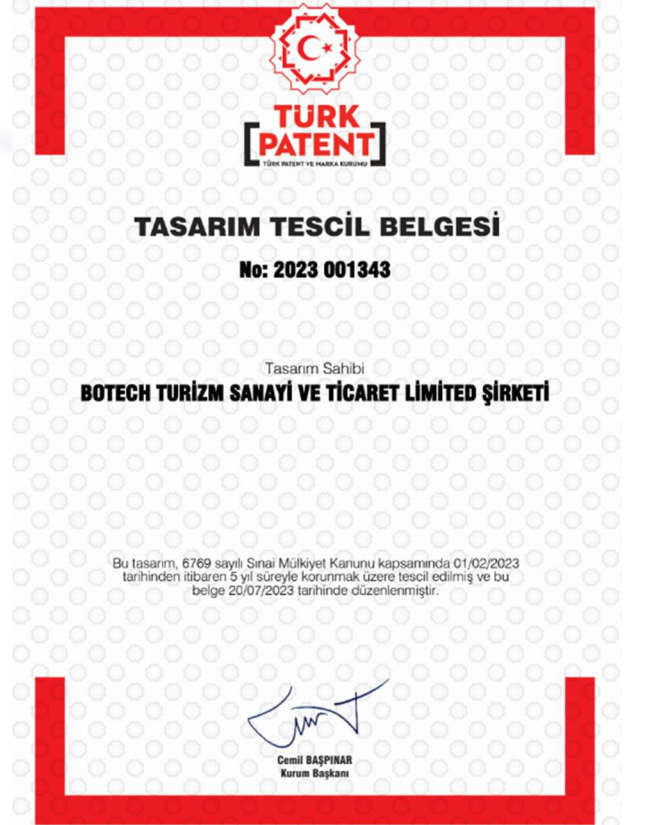 TÜRK
PATENT
TÜRK PATENT VE MARKA KURUMU
TASARIM TESCİL BELGESİ
No: 2023 001343
Tasarım Sahibi
BOTECH TURİZM SANAYİ VE TİCARET LİMİTED ŞİRKETİ
Bu tasarım, 6769 sayılı Sınai Mülkiyet Kanunu kapsamında 01/02/2023
tarihinden itibaren 5 yıl süreyle korunmak üzere tescil edilmiş ve bu
belge 20/07/2023 tarihinde düzenlenmiştir.
Cemil BAŞPINAR
Kurum Başkanı